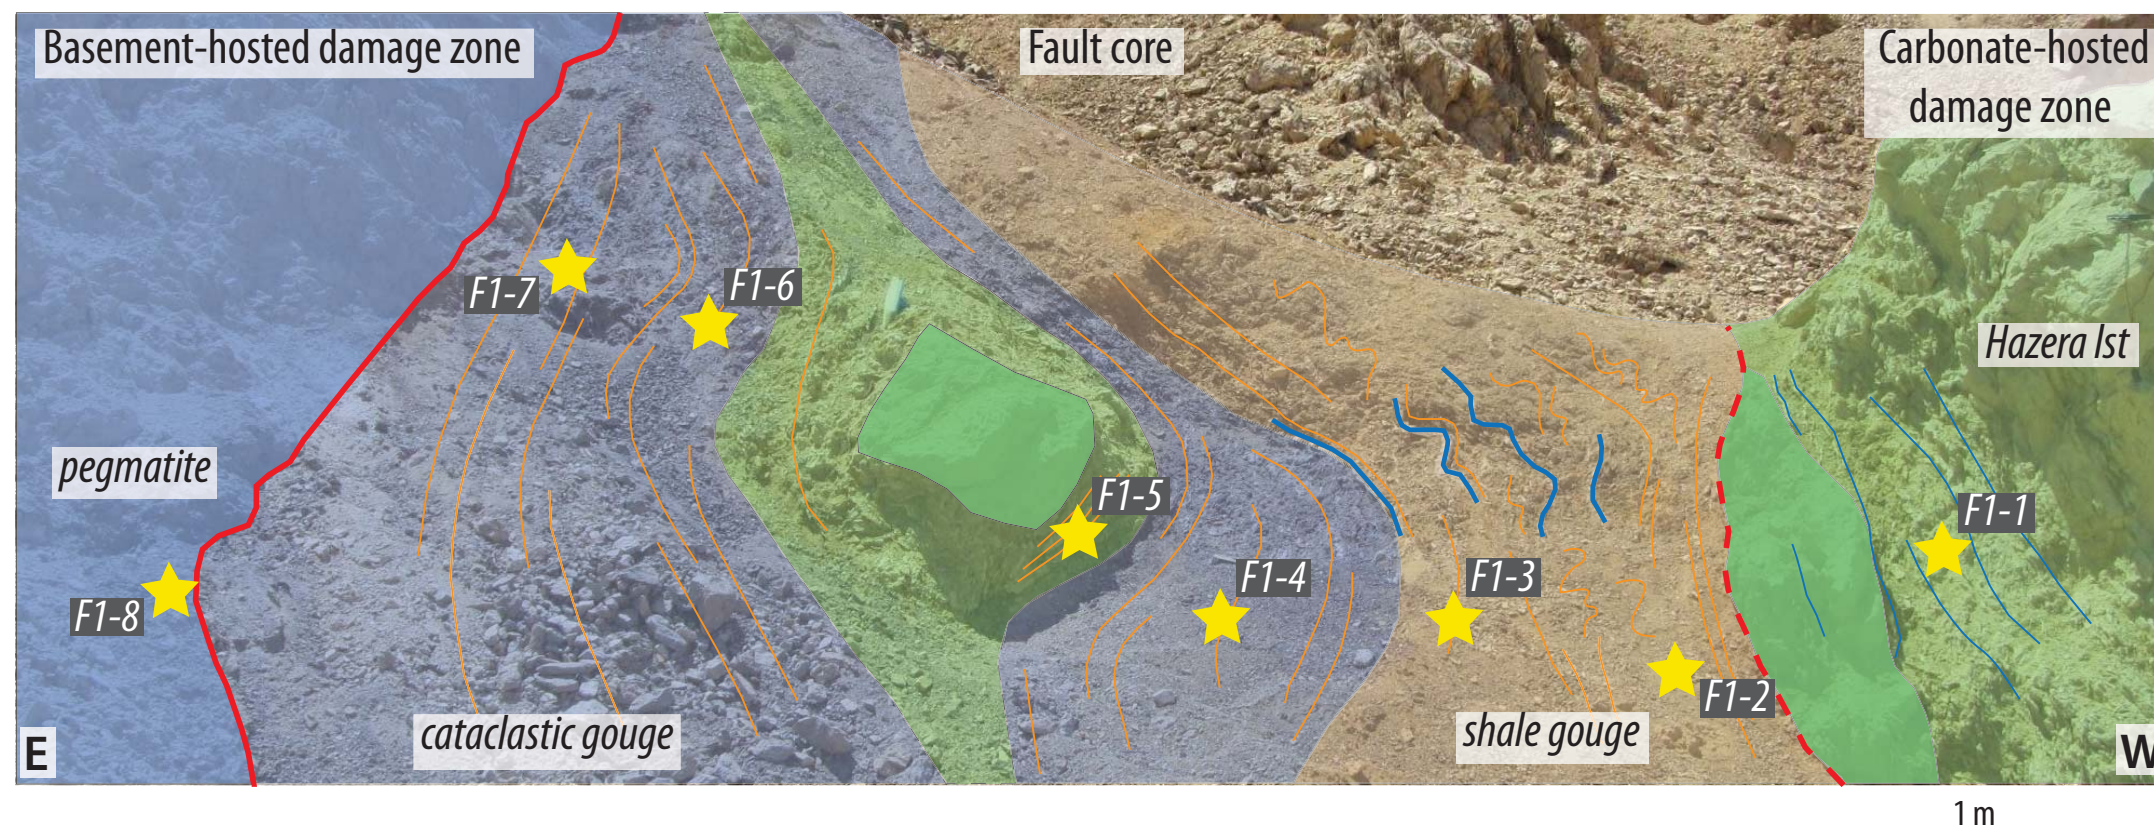 Basement-hosted damage zone
Fault core
Carbonate-hosted
damage zone
F1-7
F1-6
Hazera lst
pegmatite
F1-5
F1-1
F1-8
F1-4
F1-3
F1-2
cataclastic gouge
shale gouge
E
W
1 m